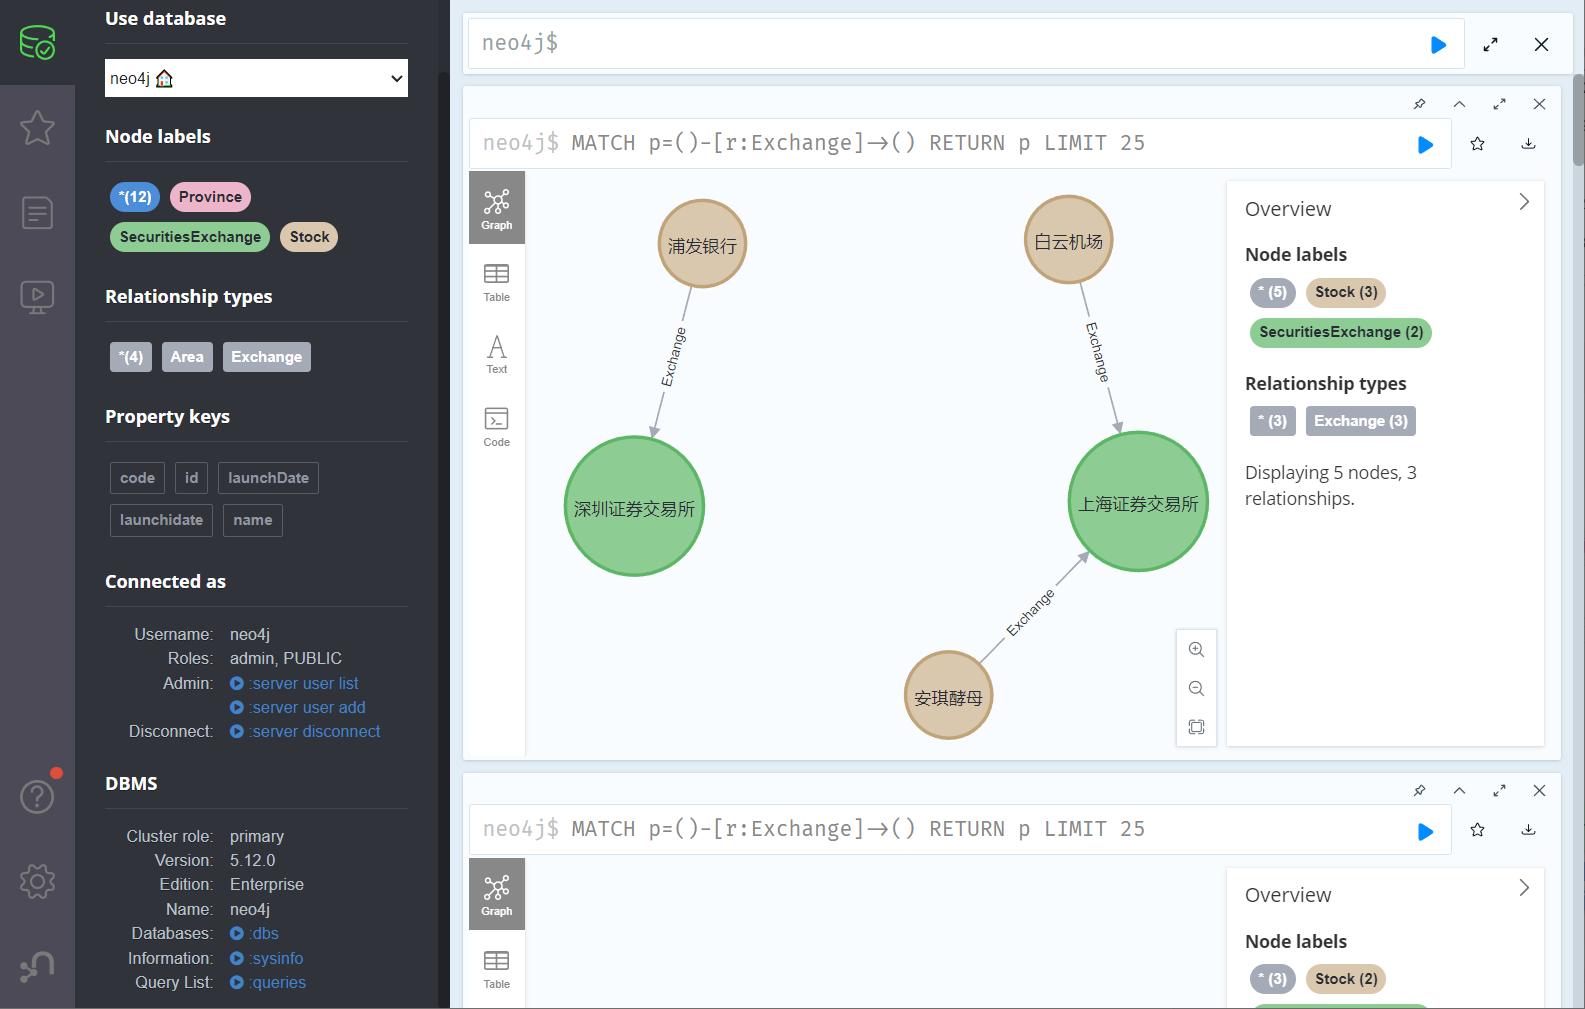 Use database
neo4j
Node labels
*(12) Province
SecuritiesExchange Stock
Relationship types
*(4) Area Exchange
Property keys
code id launchDate
launchidate name
Connected as
Username: neo4j
Roles: admin, PUBLIC
Admin: :server user list
:server user add
Disconnect: :server disconnect
DBMS
Cluster role: primary
Version: 5.12.0
Edition: Enterprise
Name: neo4j
Databases: :dbs
Information: :sysinfo
Query List: :queries
neo4j$
neo4j$ MATCH p=()-[r:Exchange]->() RETURN p LIMIT 25
Graph
Table
Text
Code
浦发银行
白云机场
Exchange
Exchange
深圳证券交易所
上海证券交易所
Exchange
安琪酵母
Overview
Node labels
* (5) Stock (3)
SecuritiesExchange (2)
Relationship types
* (3) Exchange (3)
Displaying 5 nodes, 3
relationships.
neo4j$ MATCH p=()-[r:Exchange]->() RETURN p LIMIT 25
Graph
Table
Overview
Node labels
* (3) Stock (2)